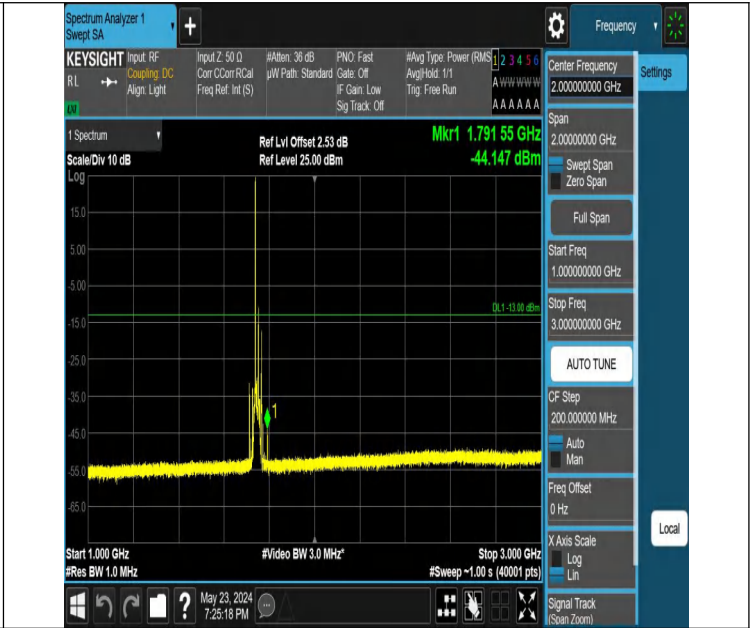 Spectrum Analyzer 1
Swept SA
Frequency
KEYSIGHT
RL
Input: RF
Coupling: DC
Align: Light
Input Z: 50 Ω
Corr CCorr RCal
Freq Ref: Int (S)
#Atten: 36 dB
µW Path: Standard
PNO: Fast
Gate: Off
IF Gain: Low
Sig Track: Off
#Avg Type: Power (RMS
Avg|Hold: 1/1
Trig: Free Run
1 2 3 4 5 6
A W W W W W
A A A A A A
Settings
Center Frequency
2.000000000 GHz
Span
2.00000000 GHz
Swept Span
Zero Span
Full Span
Start Freq
1.000000000 GHz
Stop Freq
3.000000000 GHz
AUTO TUNE
CF Step
200.000000 MHz
Auto
Man
Freq Offset
0 Hz
X Axis Scale
Log
Lin
Signal Track
(Span Zoom)
Local
1 Spectrum
Scale/Div 10 dB
Ref Lvl Offset 2.53 dB
Ref Level 25.00 dBm
Mkr1 1.791 55 GHz
-44.147 dBm
Log
15.0
5.00
-5.00
-15.0
-25.0
-35.0
-45.0
-55.0
-65.0
DL1 -13.00 dBm
1
Start 1.000 GHz
#Res BW 1.0 MHz
#Video BW 3.0 MHz*
Stop 3.000 GHz
#Sweep ~1.00 s (40001 pts)
May 23, 2024
7:25:18 PM